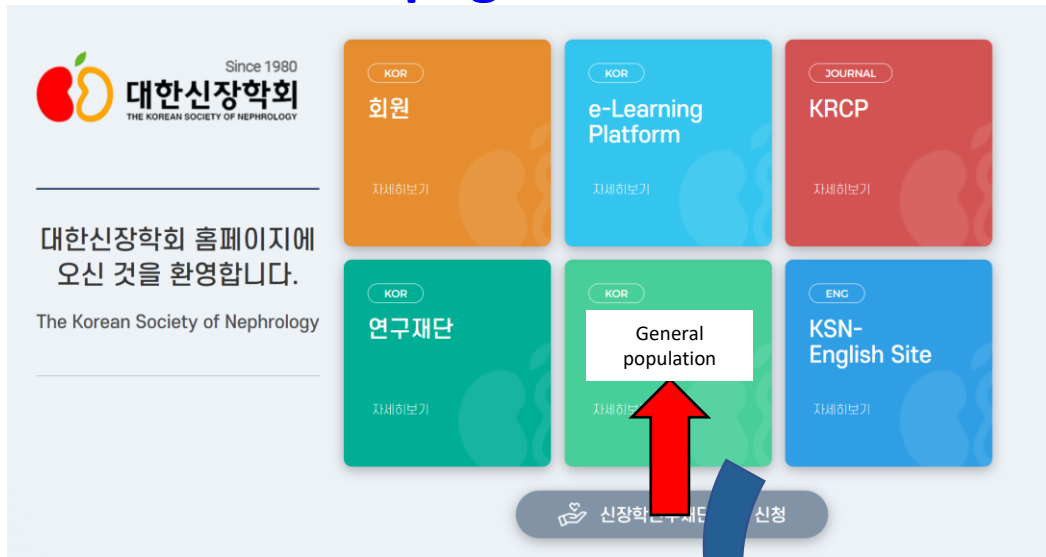 Since 1980
대한신장학회
THE KOREAN SOCIETY OF NEPHROLOGY
대한신장학회 홈페이지에
오신 것을 환영합니다.
The Korean Society of Nephrology
KOR
회원
자세히보기
KOR
e-Learning
Platform
자세히보기
JOURNAL
KRCP
자세히보기
KOR
연구재단
자세히보기
KOR
General
population
ENG
KSN-
English Site
자세히보기
신청